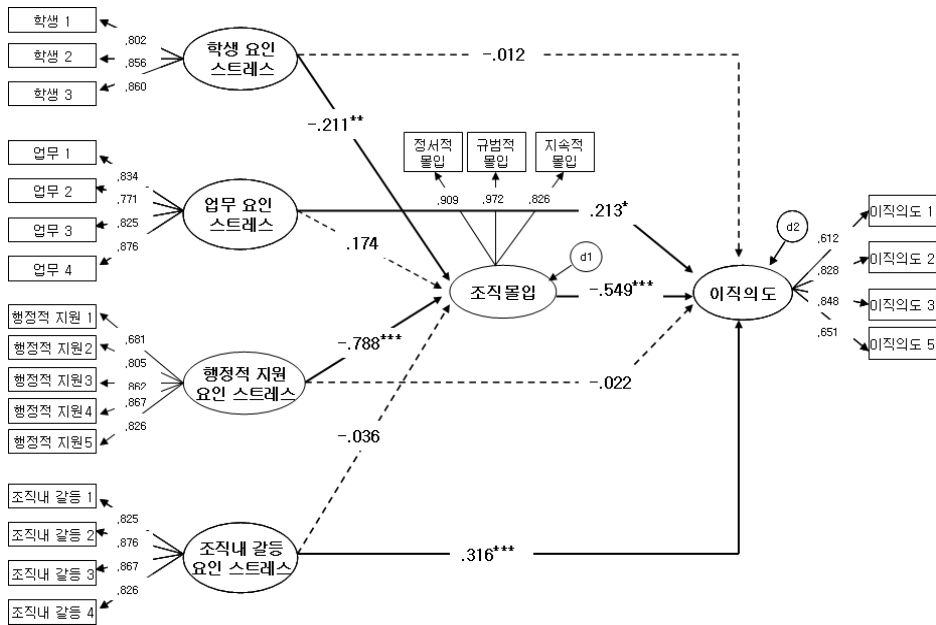 학생 1
학생 2
학생 3
.802
.856
.860
학생 요인
스트레스
-.012
-.211**
업무 1
업무 2
업무 3
업무 4
.834
.771
.825
.876
업무 요인
스트레스
정서적
몰입
규범적
몰입
지속적
몰입
.909
.972
.826
.213*
.174
d1
d2
조직몰입
-.549***
이직의도
.612
.828
.848
.651
이직의도 1
이직의도 2
이직의도 3
이직의도 5
행정적 지원 1
행정적 지원2
행정적 지원3
행정적 지원4
행정적 지원5
.681
.805
.862
.867
.826
행정적 지원
요인 스트레스
-.788***
-.022
-.036
조직내 갈등 1
조직내 갈등 2
조직내 갈등 3
조직내 갈등 4
.825
.876
.867
.826
조직내 갈등
요인 스트레스
.316***